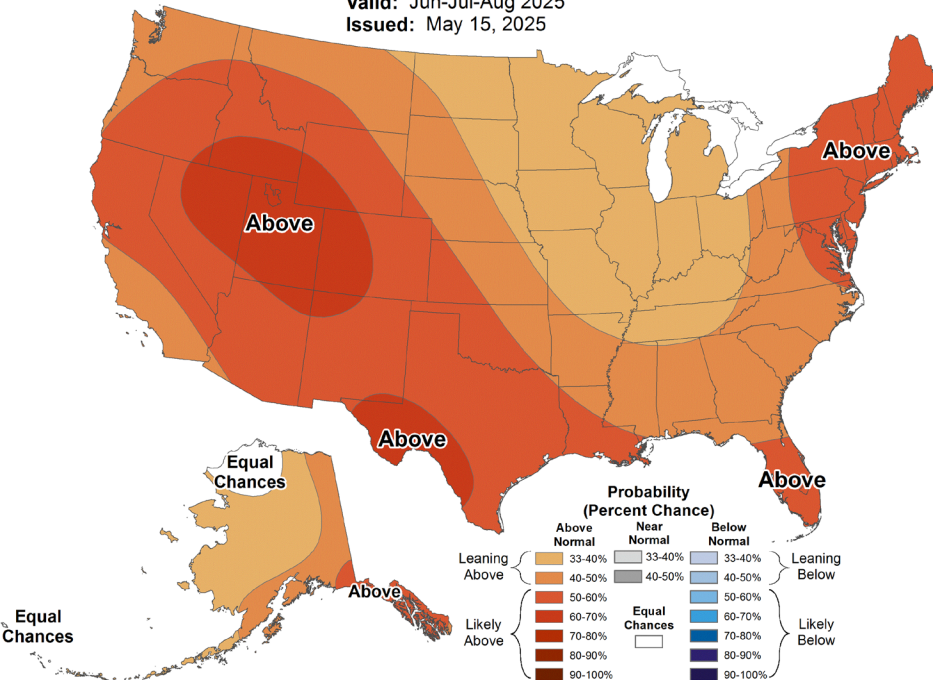 Valid: Jun-Jul-Aug 2025
Issued: May 15, 2025
Above
Above
Above
Above
Equal
Chances
Above
Equal
Chances
Probability
(Percent Chance)
Above
Normal
Near
Normal
Below
Normal
Leaning
Above
33-40%
40-50%
33-40%
40-50%
33-40%
40-50%
Leaning
Below
Likely
Above
50-60%
60-70%
70-80%
80-90%
90-100%
Equal
Chances
50-60%
60-70%
70-80%
80-90%
90-100%
Likely
Below